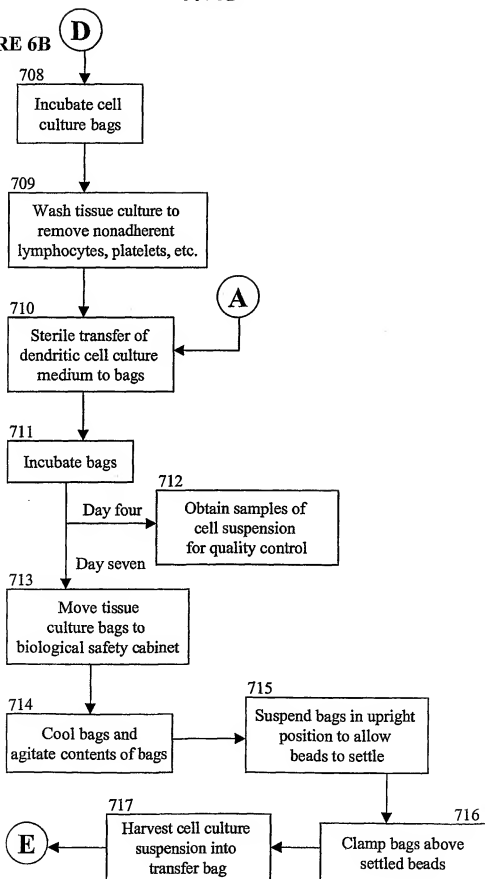 RE 6B
D
708
Incubate cell
culture bags
709
Wash tissue culture to
remove nonadherent
lymphocytes, platelets, etc.
A
710
Sterile transfer of
dendritic cell culture
medium to bags
711
Incubate bags
Day four
712
Obtain samples of
cell suspension
for quality control
Day seven
713
Move tissue
culture bags to
biological safety cabinet
714
Cool bags and
agitate contents of bags
715
Suspend bags in upright
position to allow
beads to settle
716
Clamp bags above
settled beads
717
Harvest cell culture
suspension into
transfer bag
E